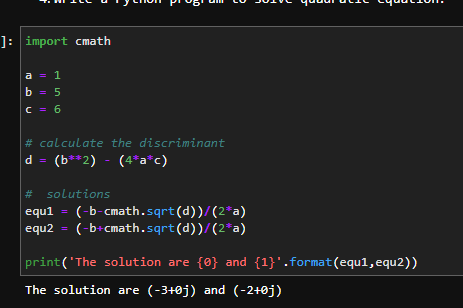 4.Write a Python program to solve quadratic equation.
]: import cmath
a = 1
b = 5
c = 6
# calculate the discriminant
d = (b**2) - (4*a*c)
#  solutions
equ1 = (-b-cmath.sqrt(d))/(2*a)
equ2 = (-b+cmath.sqrt(d))/(2*a)
print('The solution are {0} and {1}'.format(equ1,equ2))
The solution are (-3+0j) and (-2+0j)